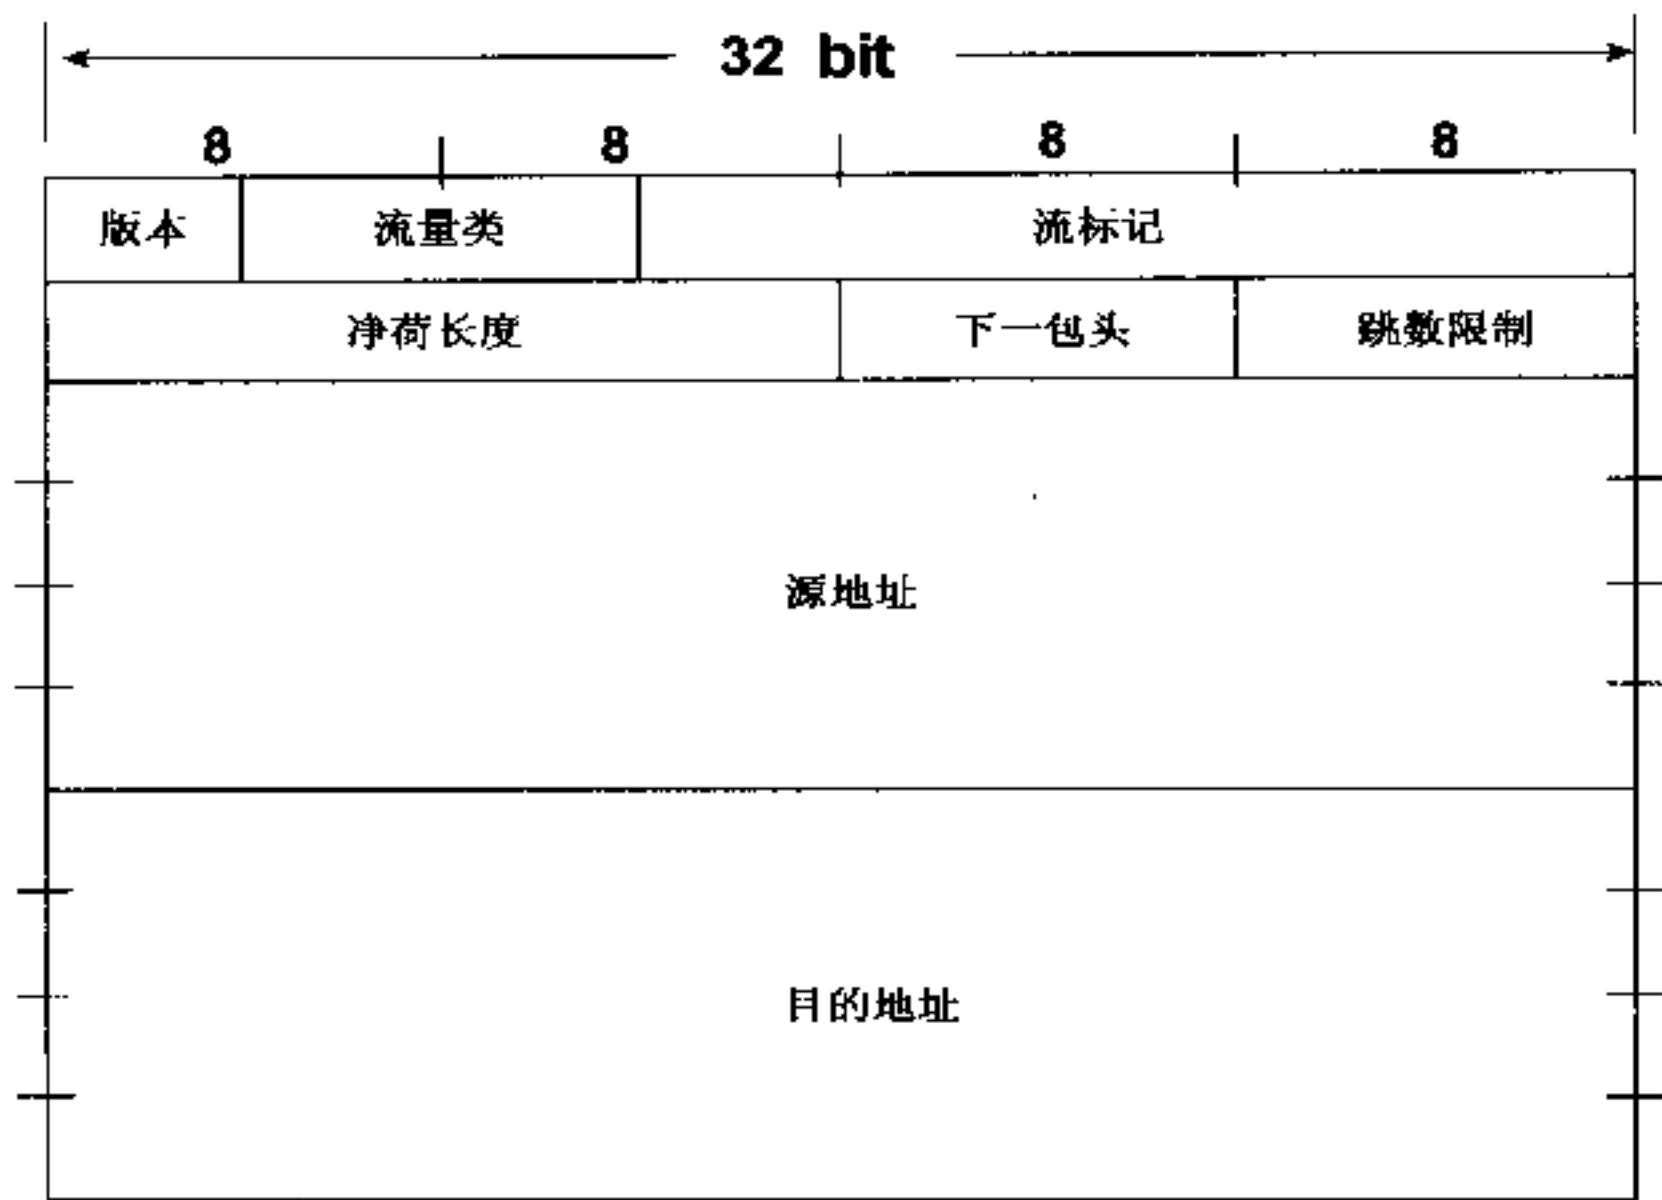 32 bit
8 8 8 8
版本 流量类 流标记
净荷长度 下一包头 跳数限制
源地址
目的地址